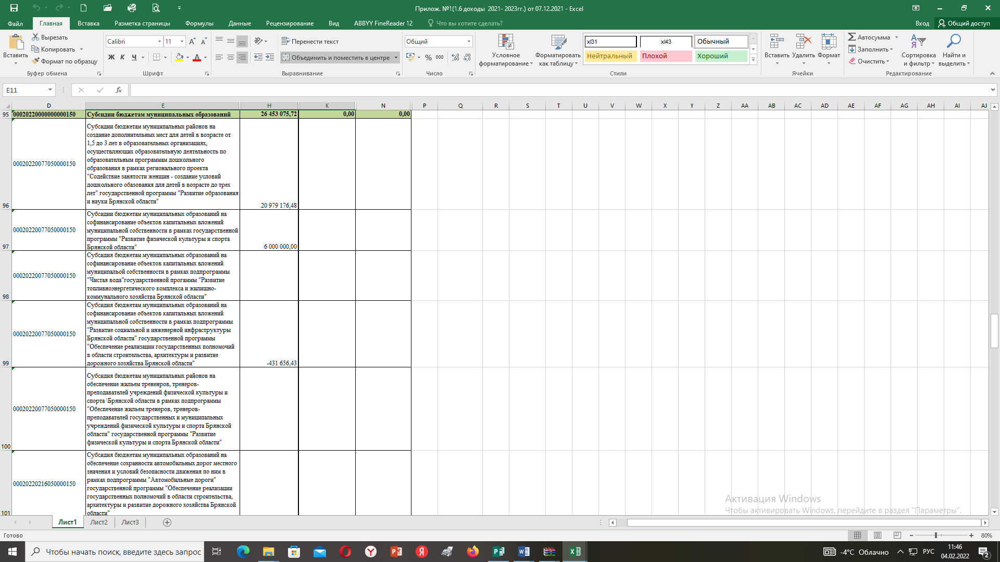 Прилож. №1(1.6 доходы 2021- 2023гг.) от 07.12.2021 - Excel
Файл Главная Вставка Разметка страницы Формулы Данные Рецензирование Вид ABBYY FineReader 12 Что вы хотите сделать? Вход Общий доступ
Вставить
Вырезать
Копировать
Формат по образцу
Буфер обмена
Calibri 11
Ж К Ч
Шрифт
Перенести текст
Объединить и поместить в центре
Выравнивание
Общий
% 000
Число
Условное форматирование
Форматировать как таблицу
xl31 xl43 Обычный
Нейтральный Плохой Хороший
Стили
Вставить Удалить Формат
Ячейки
Автосумма
Заполнить
Очистить
Сортировка и фильтр
Найти и выделить
Редактирование
E11
fx
D E H K N P Q R S T U V W X Y Z AA AB AC AD AE AF AG AH AI AJ
95 00020220000000000150 Субсидии бюджетам муниципальных образований 26 453 075,72 0,00 0,00
Субсидии бюджетам муниципальных районов на
создание дополнительных мест для детей в возрасте от
1,5 до 3 лет в образовательных организациях,
осуществляющих образовательную деятельность по
образовательным программам дошкольного
образования в рамках регионального проекта
"Содействие занятости женщин - создание условий
дошкольного обазования для детей в возрасте до трех
лет" государственной программы "Развитие образования
и науки Брянской области"
96 00020220077050000150 20 979 176,48
Субсидии бюджетам муниципальных образований на
софинансирование объектов капитальных вложений
муниципальной собственности в рамках государственной
программы "Развитие физической культуры и спорта
Брянской области"
97 00020220077050000150 6 000 000,00
Субсидия бюджетам муниципальных образований на
софинансирование объектов капитальных вложений
муниципальой собственности в рамках подпрограммы
"Чистая вода"государственной прогаммы "Развитие
топливноэнергетического комплекса и жилищно-
коммунального хозяйства Брянской области"
98 00020220077050000150
Субсидия бюджетам муниципальных образований на
софинансирование объектов капитальных вложений
муниципальной собственности в рамках подпрограммы
"Развитие социальной и инженерной инфраструктуры
Брянской области" государственной программы
"Обеспечение реализации государственных полномочий
в области строительства, архитектуры и развитие
дорожного хозяйства Брянской области"
99 00020220077050000150 -431 656,43
Субсидия бюджетам муниципальных районов на
обеспечение жильем трененров, тренеров-
преподавателей учреждений физической культуры и
спорта \Брянской области в рамках подпрограммы
"Обеспечение жильем тренеров, тренеров-
преподавателей государственных и муниципальных
учреждений физической культуры и спорта Брянской
области" государственной программы "Развитие
физической культуры и спорта Брянской области"
100 00020220077050000150
Субсидия бюджетам муниципальных образований на
обеспечение сохранности автомобильных дорог местного
значения и условий безопасности движения по ним в
рамках подпрограммы "Автомобильные дороги"
государственной программы "Обеспечение реализации
государственных полномочий в области строительства,
архитектуры и развитие дорожного хозяйства Брянской
области"
101 00020220216050000150
Активация Windows
Чтобы активировать Windows, перейдите в раздел "Параметры".
Лист1 Лист2 Лист3
Готово 80%
Чтобы начать поиск, введите здесь запрос
-4°C Облачно РУС 11:46
04.02.2022 2